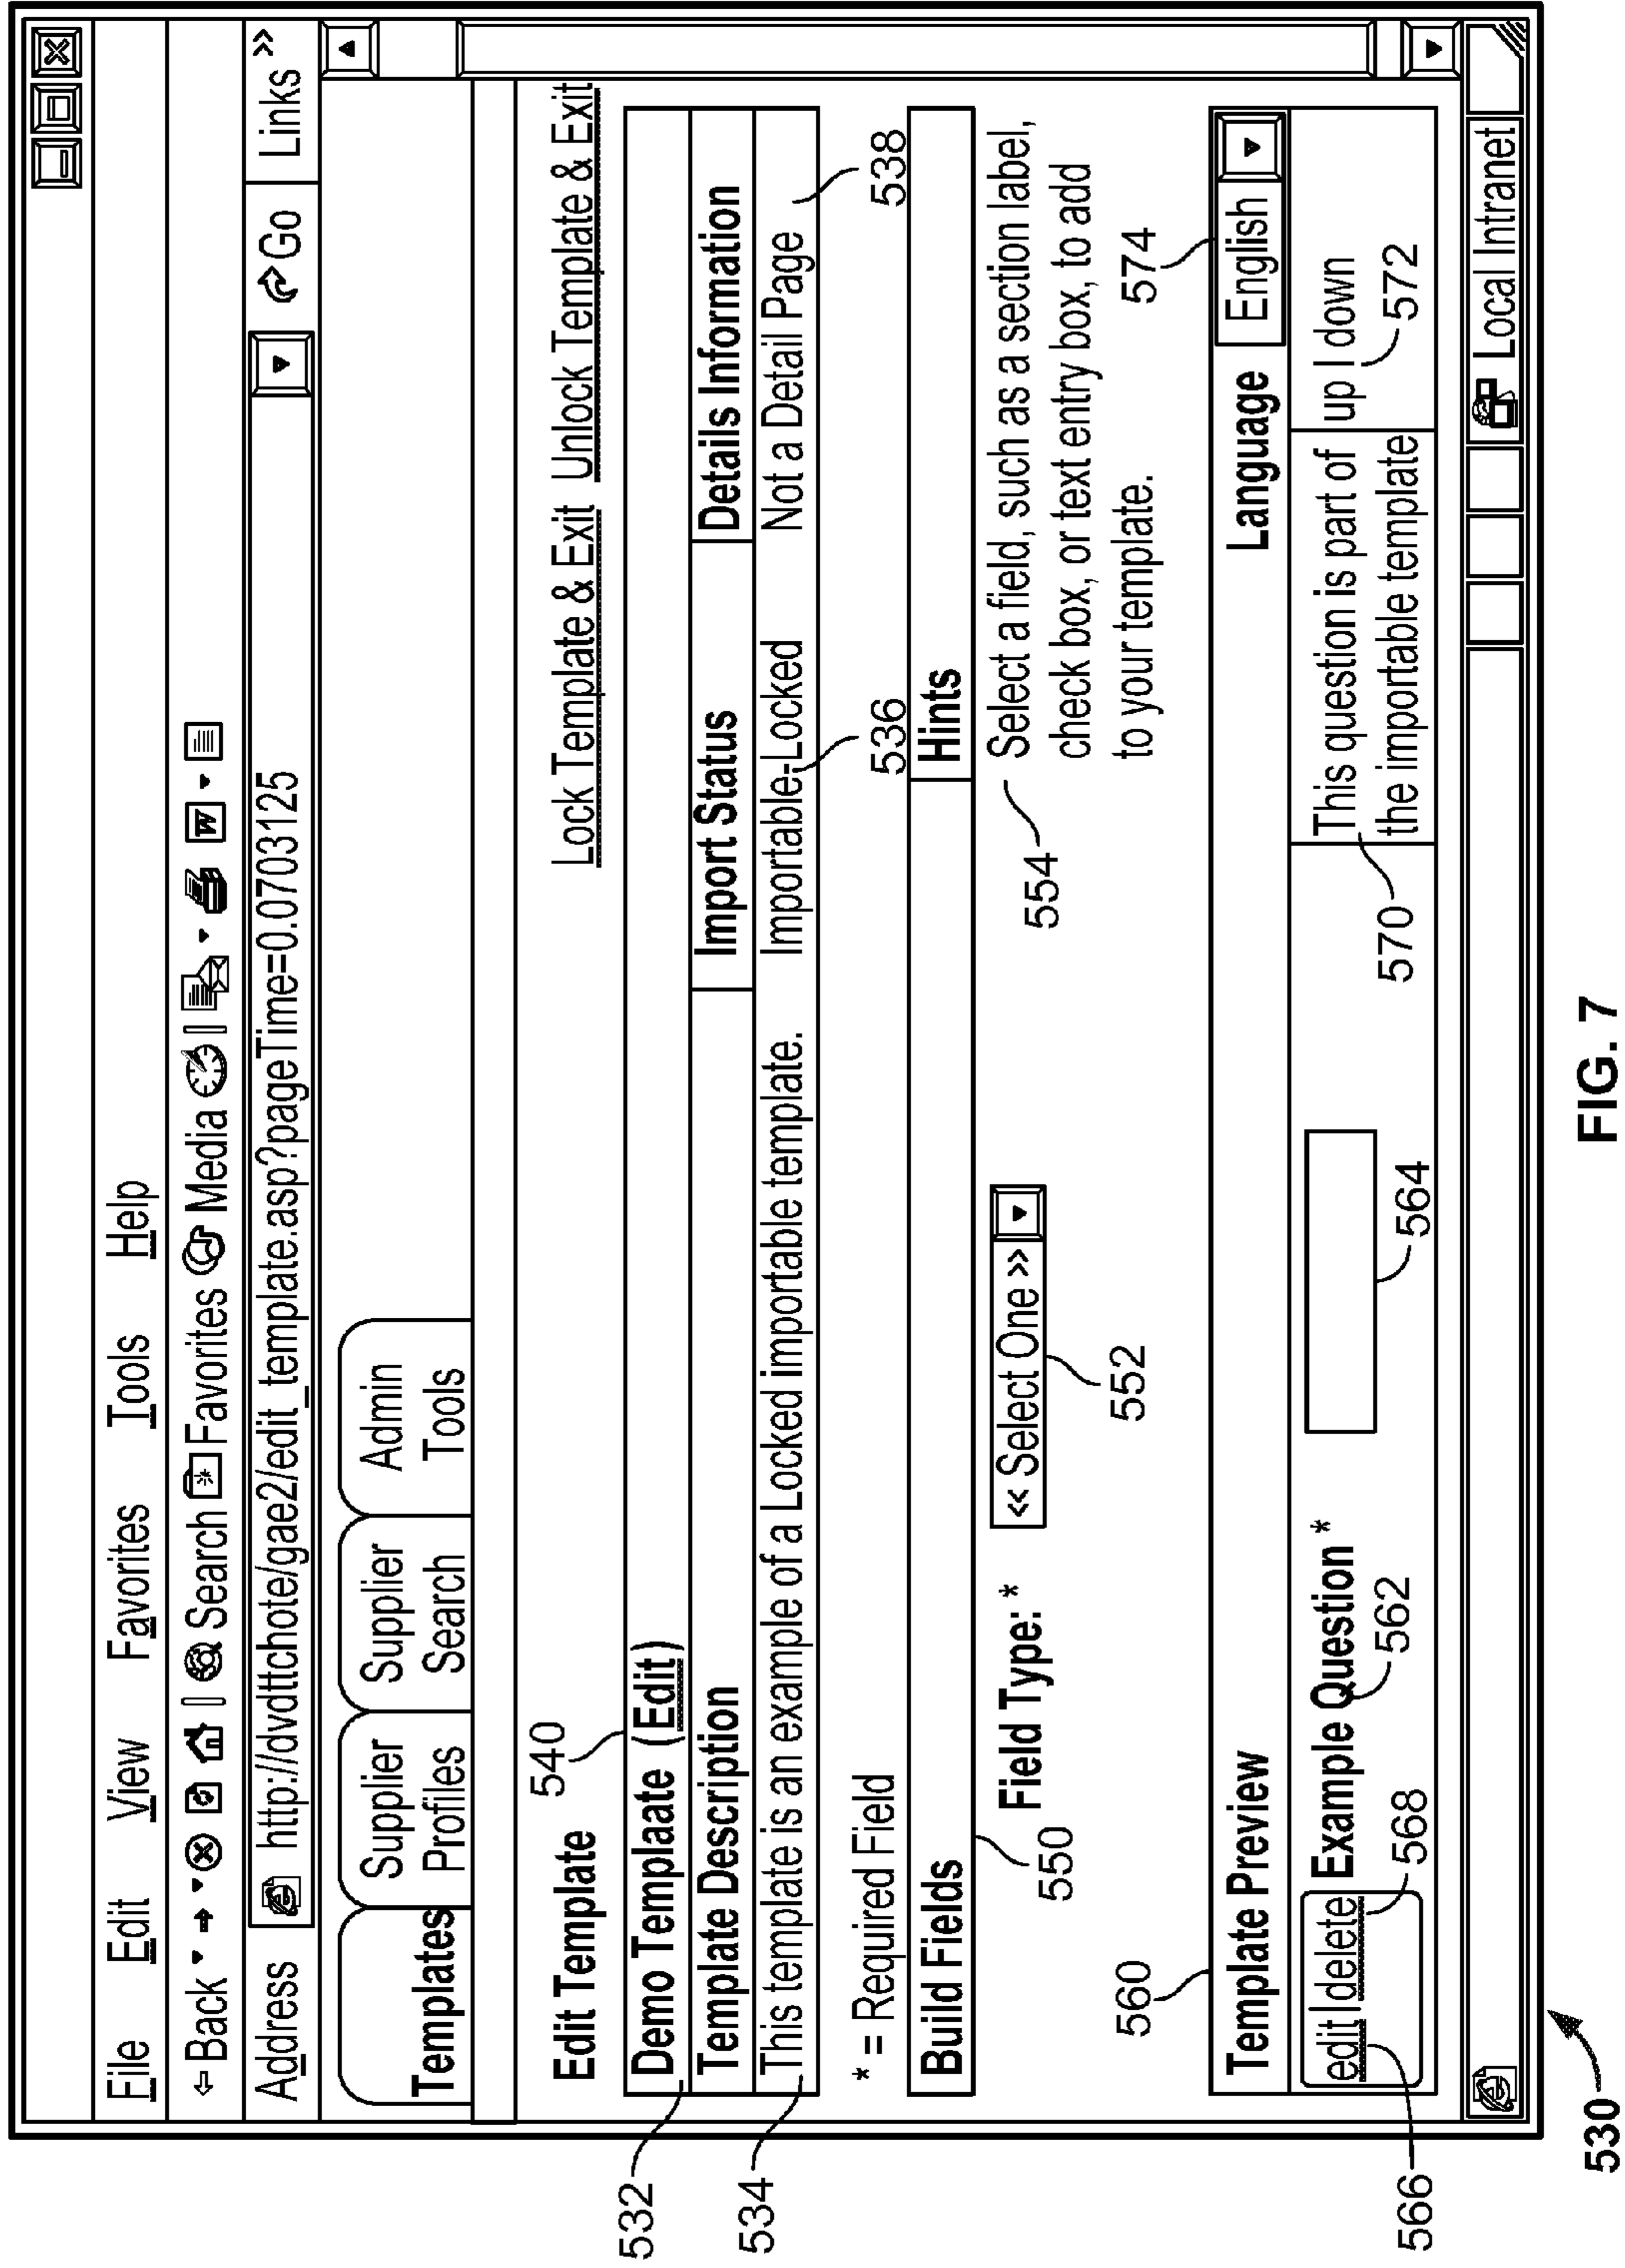 File Edit View Favorites Tools Help
Back Search Favorites Media W
Address http://dvdttchote/gae2/edit_template.asp?pageTime=0.0703125 Go Links »
Templates
Supplier
Profiles
Supplier
Search
Admin
Tools
Edit Template
Lock Template & Exit Unlock Template & Exit
540
532
Demo Templaate (Edit)
Template Description Import Status Details Information
534
This template is an example of a Locked importable template. Importable-Locked Not a Detail Page
536
538
* = Required Field
Build Fields Hints
550
Field Type: * << Select One >>
552
554
Select a field, such as a section label,
check box, or text entry box, to add
to your template.
560
574
Template Preview Language English
edit | delete Example Question *
This question is part of
the importable template
up | down
566
568
562
564
570
572
Local Intranet
530
FIG. 7